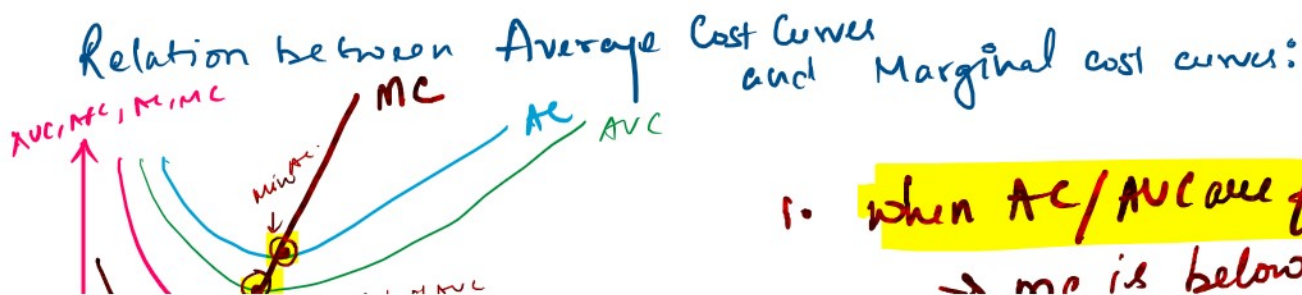 Relation between Average Cost Curves
and Marginal cost curves:
AVC, AFC, AC, MC
MC
AC
AVC
Min AC.
1. when AC/AVC are f
→ mc is below